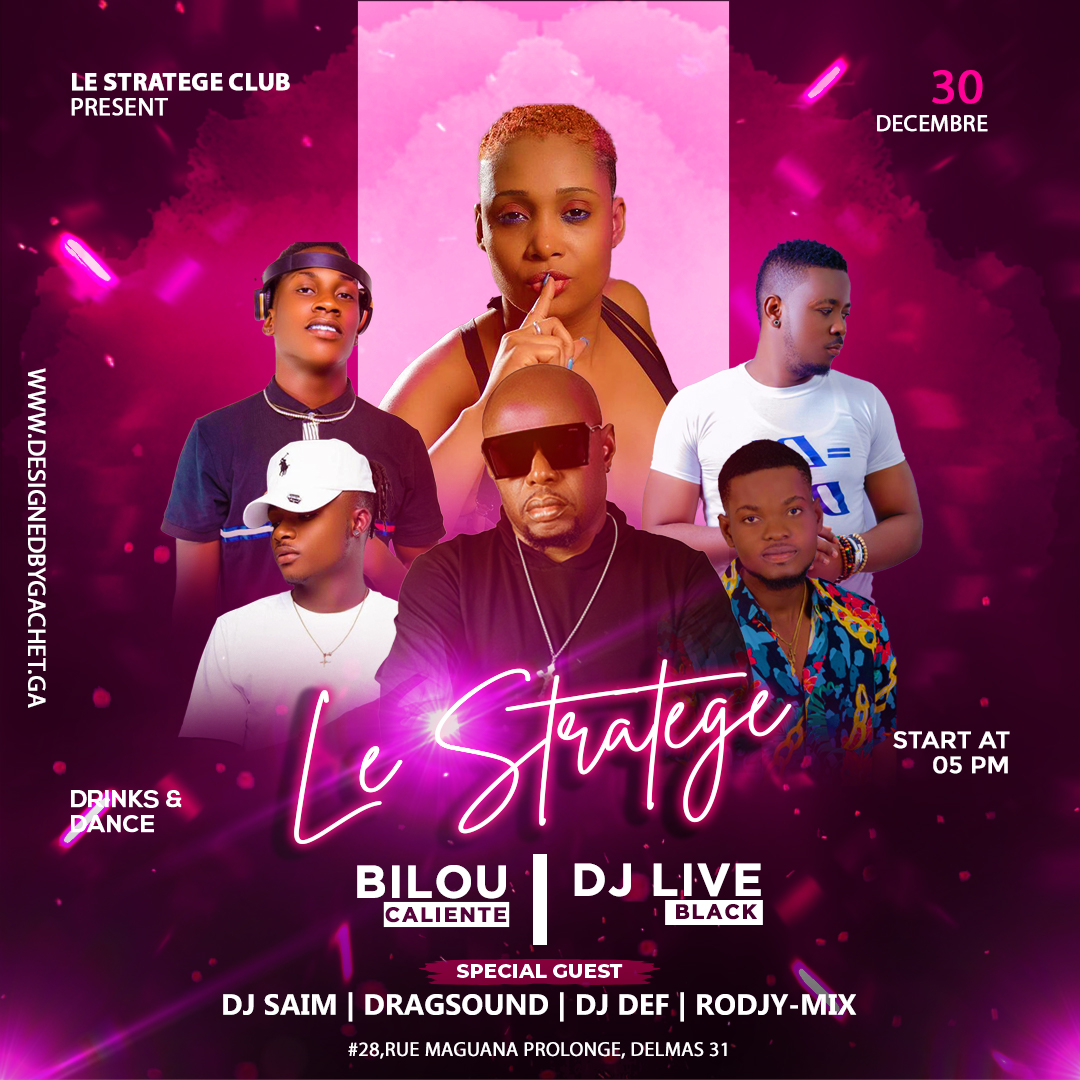 LE STRATEGE CLUB
PRESENT
30
DECEMBRE
WWW.DESIGNEDBYGACHET.GA
Le Stratege
START AT
05 PM
DRINKS &
DANCE
BILOU
CALIENTE
DJ LIVE
BLACK
SPECIAL GUEST
DJ SAIM | DRAGSOUND | DJ DEF | RODJY-MIX
#28,RUE MAGUANA PROLONGE, DELMAS 31